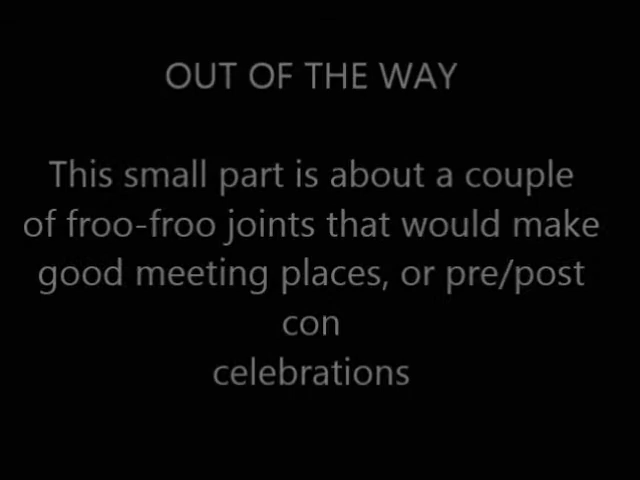 OUT OF THE WAY
This small part is about a couple
of froo-froo joints that would make
good meeting places, or pre/post
con
celebrations